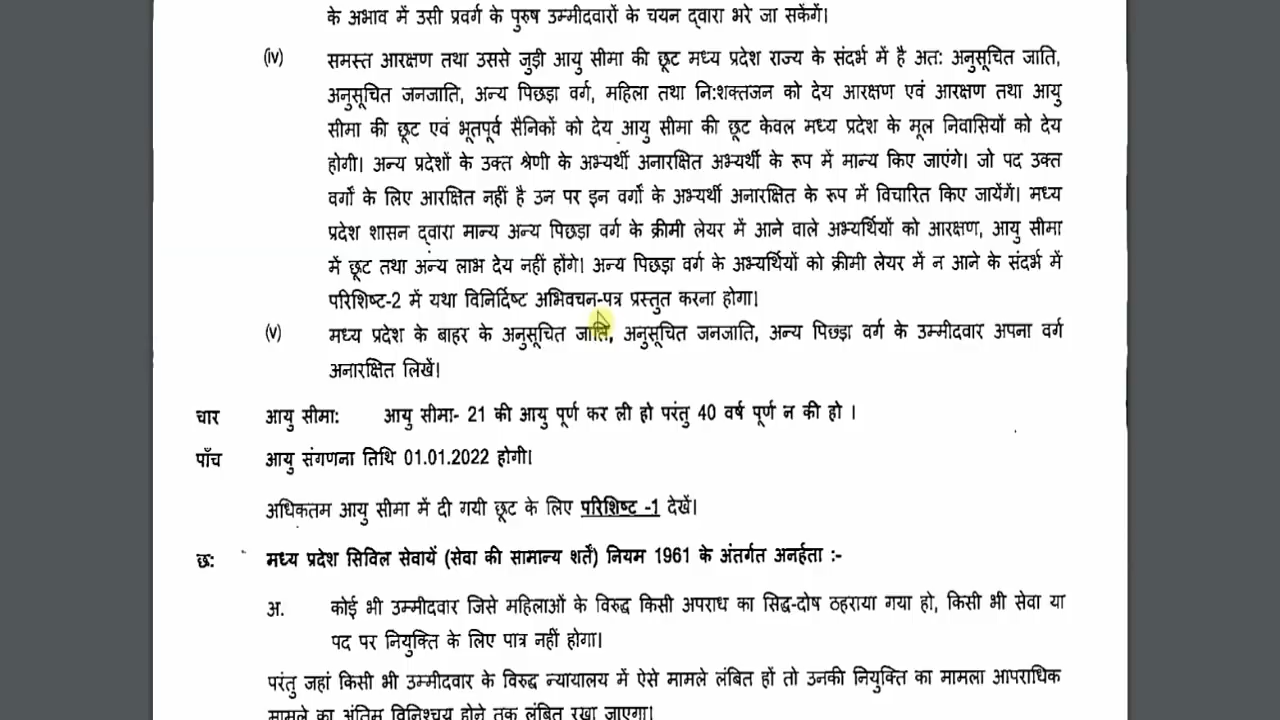 के अभाव में उसी प्रवर्ग के पुरुष उम्मीदवारों के चयन द्वारा भरे जा सकेंगें।
(iv) समस्त आरक्षण तथा उससे जुड़ी आयु सीमा की छूट मध्य प्रदेश राज्य के संदर्भ में है अतः अनुसूचित जाति,
अनुसूचित जनजाति, अन्य पिछड़ा वर्ग, महिला तथा नि:शक्तजन को देय आरक्षण एवं आरक्षण तथा आयु
सीमा की छूट एवं भूतपूर्व सैनिकों को देय आयु सीमा की छूट केवल मध्य प्रदेश के मूल निवासियों को देय
होगी। अन्य प्रदेशों के उक्त श्रेणी के अभ्यर्थी अनारक्षित अभ्यर्थी के रूप में मान्य किए जाएंगे। जो पद उक्त
वर्गों के लिए आरक्षित नहीं है उन पर इन वर्गों के अभ्यर्थी अनारक्षित के रूप में विचारित किए जायेंगें। मध्य
प्रदेश शासन द्वारा मान्य अन्य पिछड़ा वर्ग के क्रीमी लेयर में आने वाले अभ्यर्थियों को आरक्षण, आयु सीमा
में छूट तथा अन्य लाभ देय नहीं होंगे। अन्य पिछड़ा वर्ग के अभ्यर्थियों को क्रीमी लेयर में न आने के संदर्भ में
परिशिष्ट-2 में यथा विनिर्दिष्ट अभिवचन-पत्र प्रस्तुत करना होगा।
(v) मध्य प्रदेश के बाहर के अनुसूचित जाति, अनुसूचित जनजाति, अन्य पिछड़ा वर्ग के उम्मीदवार अपना वर्ग
अनारक्षित लिखें।
चार आयु सीमा: आयु सीमा- 21 की आयु पूर्ण कर ली हो परंतु 40 वर्ष पूर्ण न की हो ।
पाँच आयु संगणना तिथि 01.01.2022 होगी।
अधिकतम आयु सीमा में दी गयी छूट के लिए परिशिष्ट -1 देखें।
छ: मध्य प्रदेश सिविल सेवायें (सेवा की सामान्य शर्तें) नियम 1961 के अंतर्गत अनर्हता :-
अ. कोई भी उम्मीदवार जिसे महिलाओं के विरुद्ध किसी अपराध का सिद्ध-दोष ठहराया गया हो, किसी भी सेवा या
पद पर नियुक्ति के लिए पात्र नहीं होगा।
परंतु जहां किसी भी उम्मीदवार के विरुद्ध न्यायालय में ऐसे मामले लंबित हों तो उनकी नियुक्ति का मामला आपराधिक
मामले का अंतिम विनिश्चय होने तक लंबित रखा जाएगा।